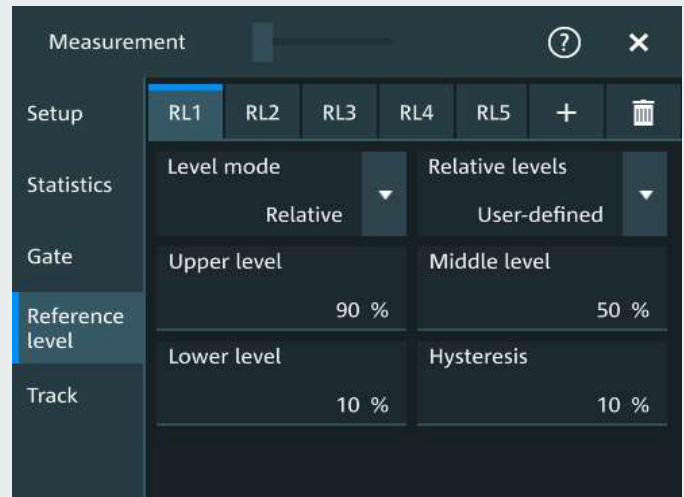 Measurement
?
Setup
RL1 RL2 RL3 RL4 RL5 +
Statistics
Level mode
Relative
Relative levels
User-defined
Gate
Upper level
90 %
Middle level
50 %
Reference
level
Lower level
10 %
Hysteresis
10 %
Track